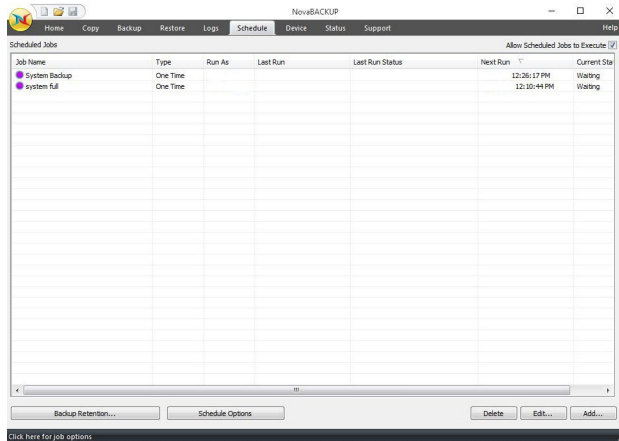 NovaBACKUP
Home Copy Backup Restore Logs Schedule Device Status Support Help
Scheduled Jobs Allow Scheduled Jobs to Execute
Job Name Type Run As Last Run Last Run Status Next Run Current Sta
System Backup One Time 12:26:17 PM Waiting
system full One Time 12:10:44 PM Waiting
Backup Retention... Schedule Options Delete Edit... Add...
Click here for job options